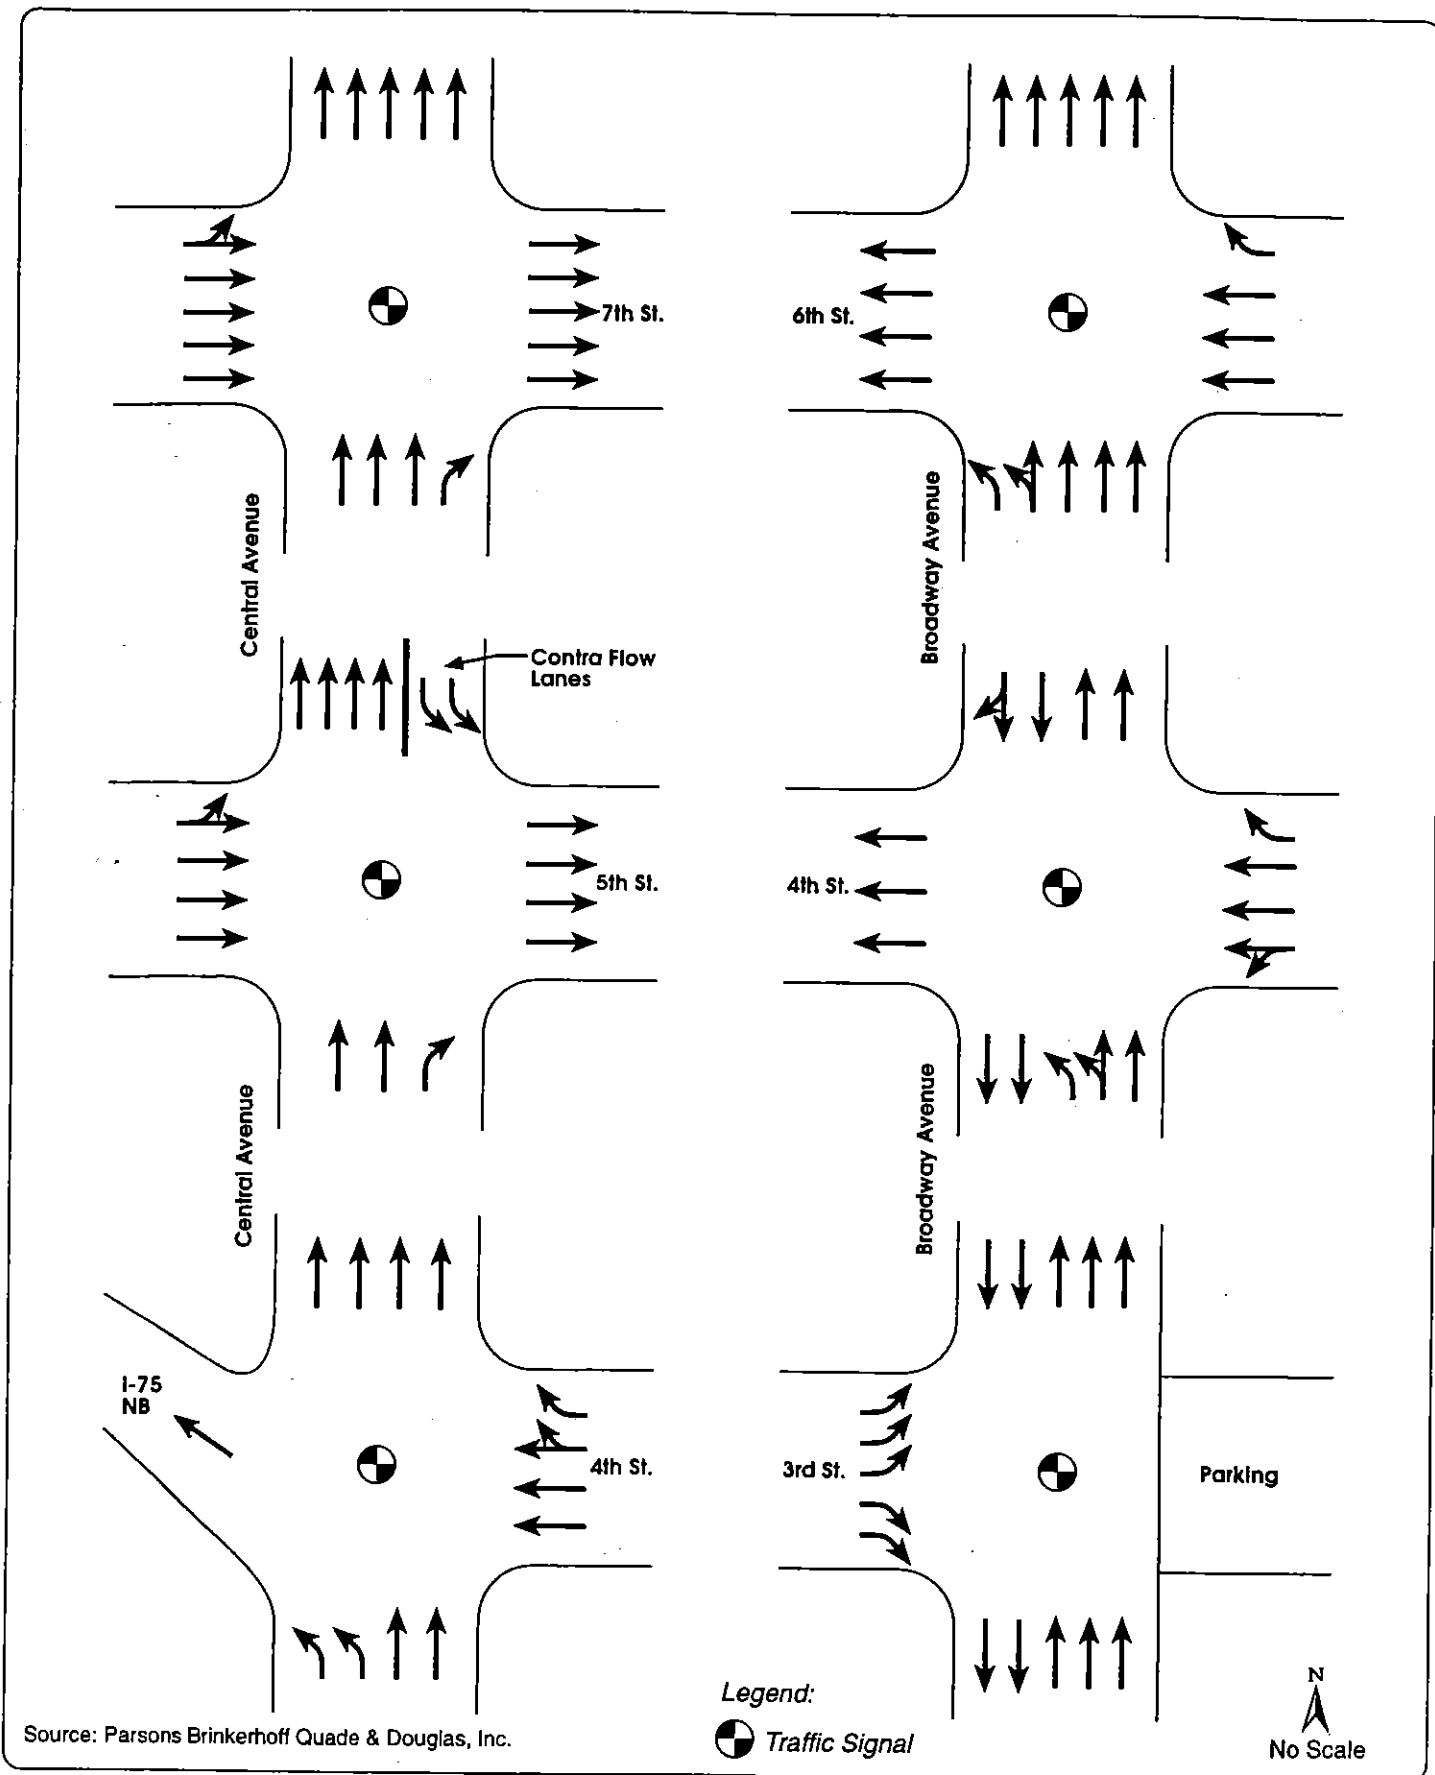 7th St.
6th St.
Central Avenue
Broadway Avenue
Contra Flow
Lanes
5th St.
4th St.
Central Avenue
Broadway Avenue
I-75
NB
4th St.
3rd St.
Parking
Source: Parsons Brinkerhoff Quade & Douglas, Inc.
Legend:
Traffic Signal
N
No Scale